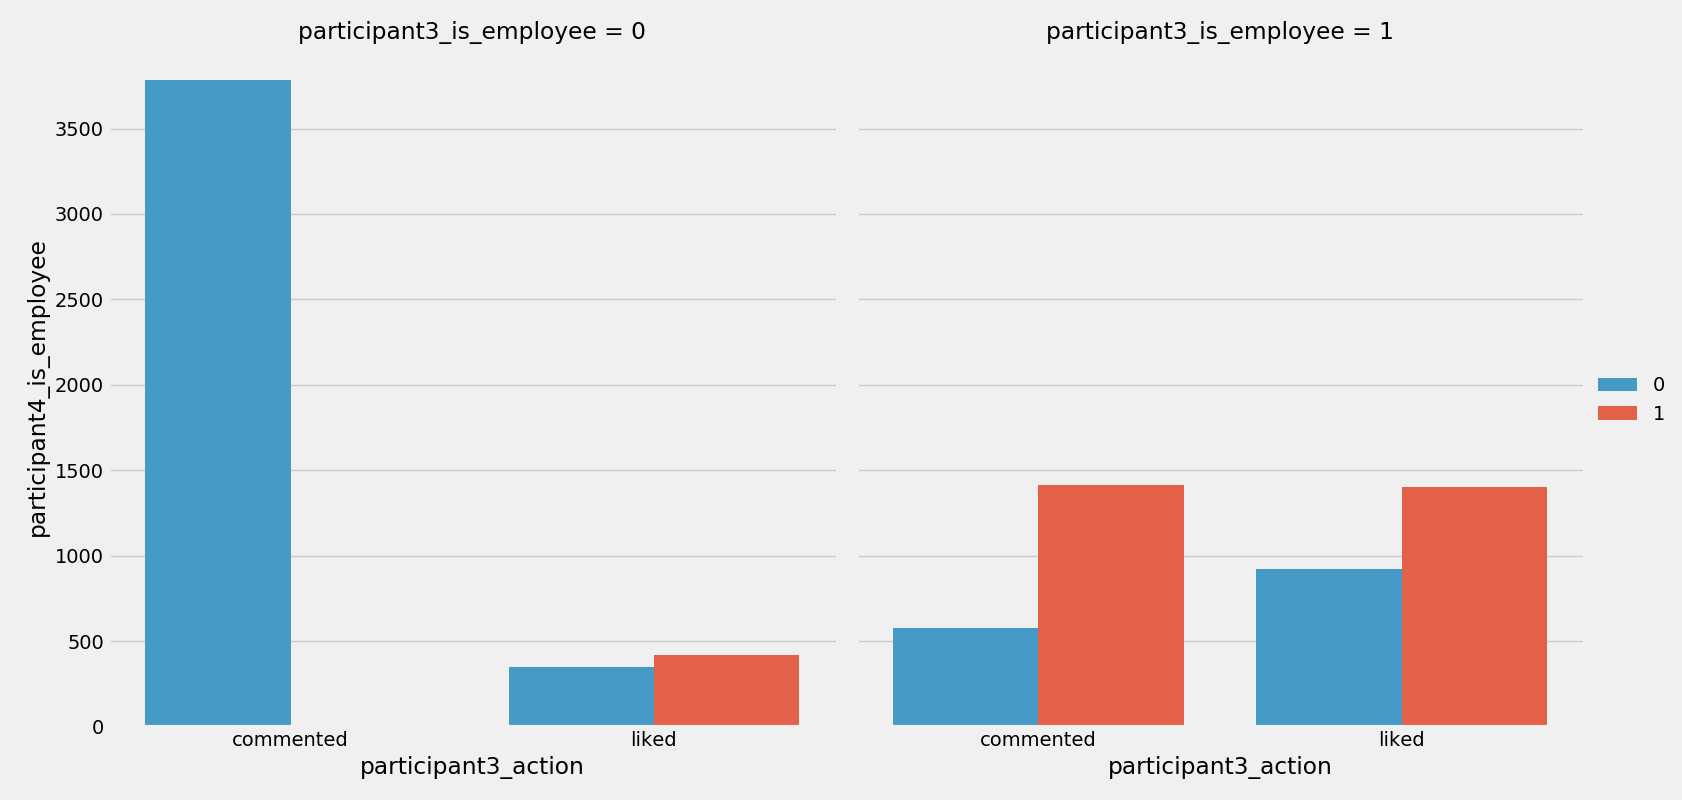 participant3_is_employee = 0
participant3_is_employee = 1
participant4_is_employee
3500
3000
2500
2000
1500
1000
500
0
commented
liked
commented
liked
participant3_action
participant3_action
0
1